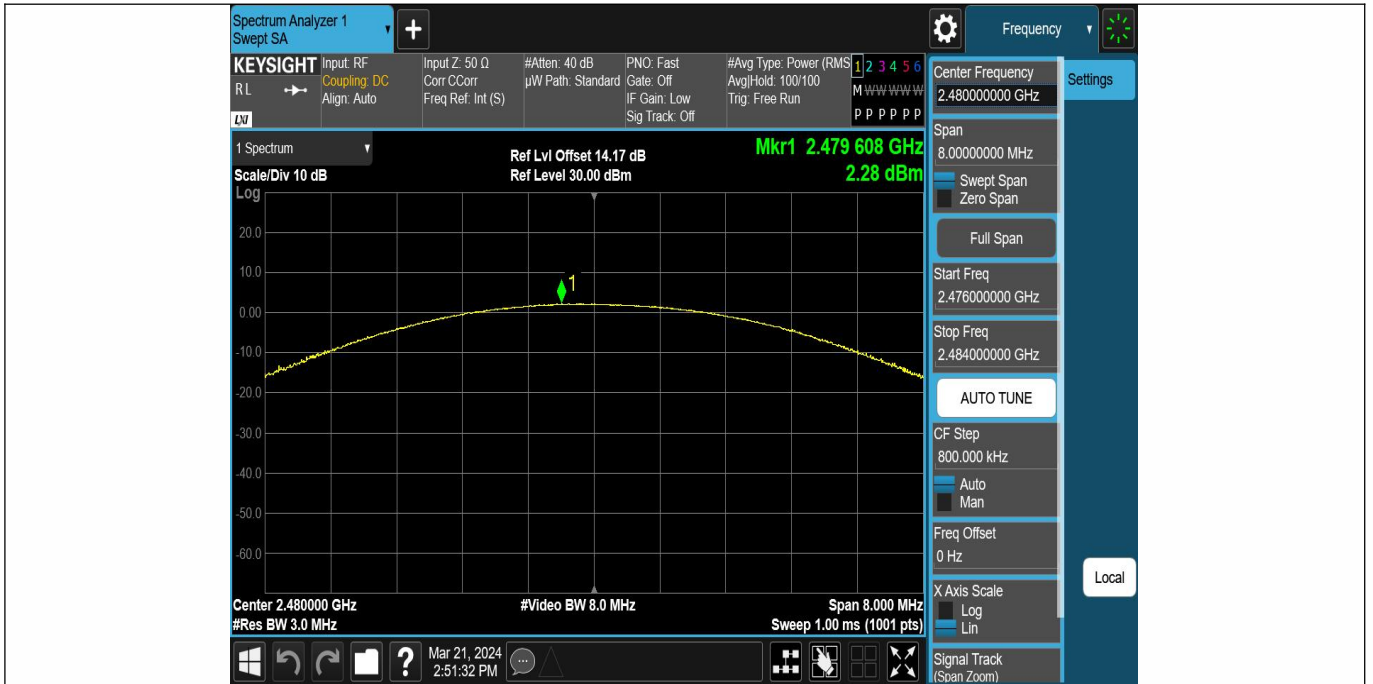 Spectrum Analyzer 1
Swept SA
Frequency
KEYSIGHT
R L
LXI
Input: RF
Coupling: DC
Align: Auto
Input Z: 50 Ω
Corr CCorr
Freq Ref: Int (S)
#Atten: 40 dB
µW Path: Standard
PNO: Fast
Gate: Off
IF Gain: Low
Sig Track: Off
#Avg Type: Power (RMS
Avg|Hold: 100/100
Trig: Free Run
1 2 3 4 5 6
M W W W W W
P P P P P P
Center Frequency
2.480000000 GHz
Settings
1 Spectrum
Scale/Div 10 dB
Ref Lvl Offset 14.17 dB
Ref Level 30.00 dBm
Mkr1 2.479 608 GHz
2.28 dBm
Log
20.0
10.0
0.00
-10.0
-20.0
-30.0
-40.0
-50.0
-60.0
1
Span
8.00000000 MHz
Swept Span
Zero Span
Full Span
Start Freq
2.476000000 GHz
Stop Freq
2.484000000 GHz
AUTO TUNE
CF Step
800.000 kHz
Auto
Man
Freq Offset
0 Hz
X Axis Scale
Log
Lin
Local
Signal Track
(Span Zoom)
Center 2.480000 GHz
#Res BW 3.0 MHz
#Video BW 8.0 MHz
Span 8.000 MHz
Sweep 1.00 ms (1001 pts)
?
Mar 21, 2024
2:51:32 PM